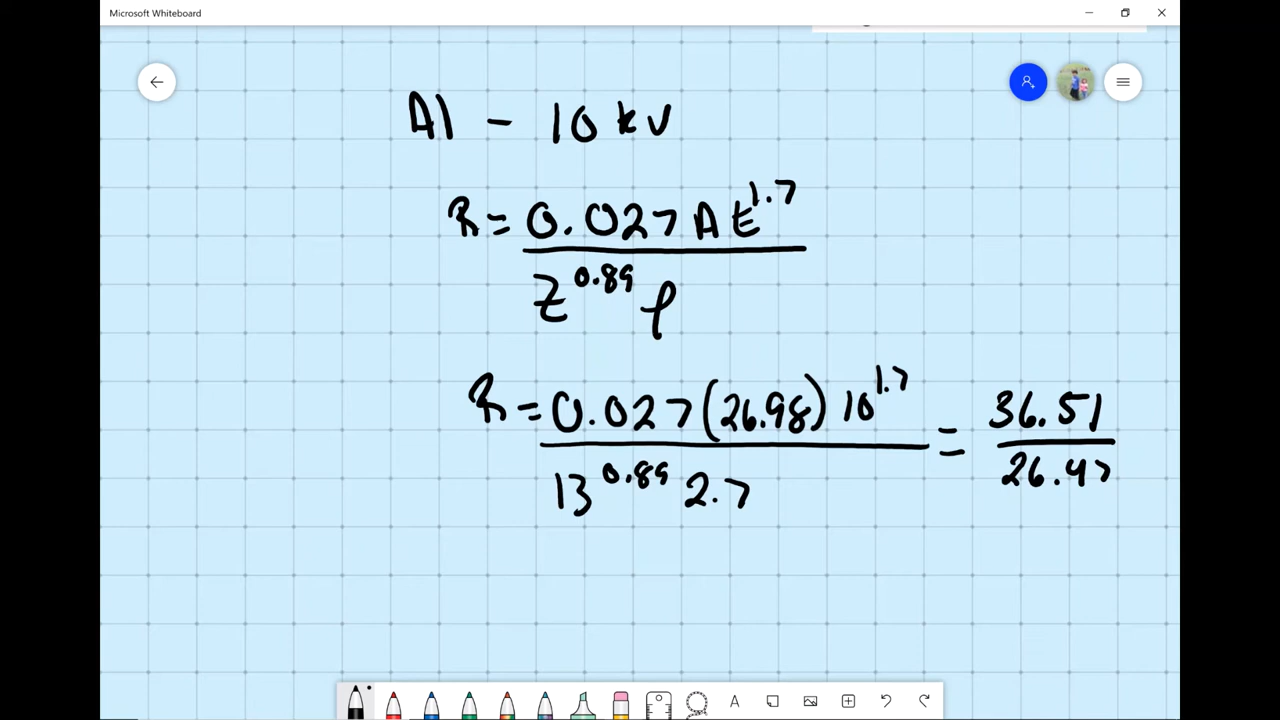 Microsoft Whiteboard
Al - 10 kv
R = 0.027 A E^1.7
Z^0.89 ρ
R = 0.027 (26.98) 10^1.7 = 36.51
13^0.89 2.7 26.47
A